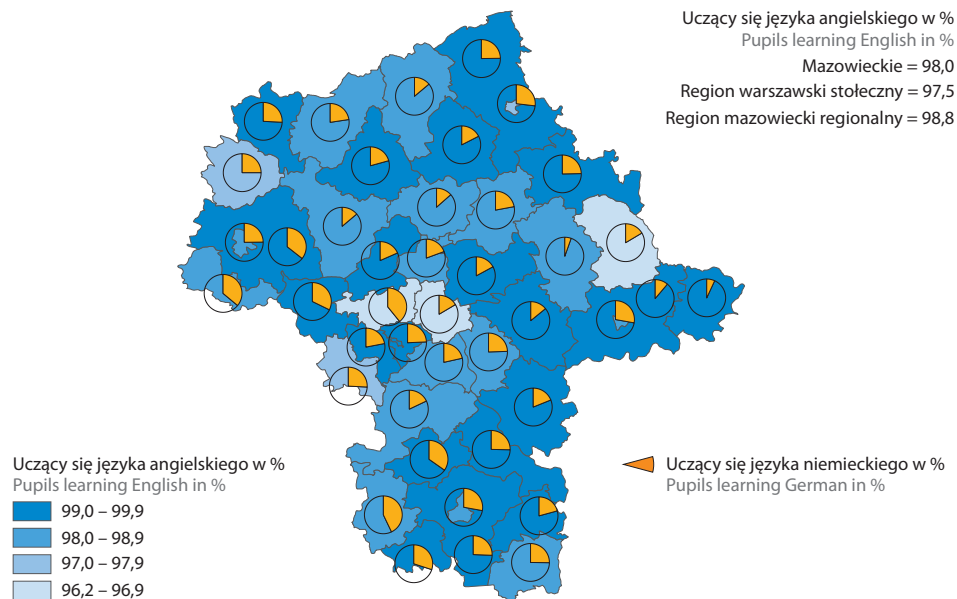 Uczący się języka angielskiego w %
Pupils learning English in %
Mazowieckie = 98,0
Region warszawski stołeczny = 97,5
Region mazowiecki regionalny = 98,8
Uczący się języka angielskiego w %
Pupils learning English in %
99,0 – 99,9
98,0 – 98,9
97,0 – 97,9
96,2 – 96,9
Uczący się języka niemieckiego w %
Pupils learning German in %